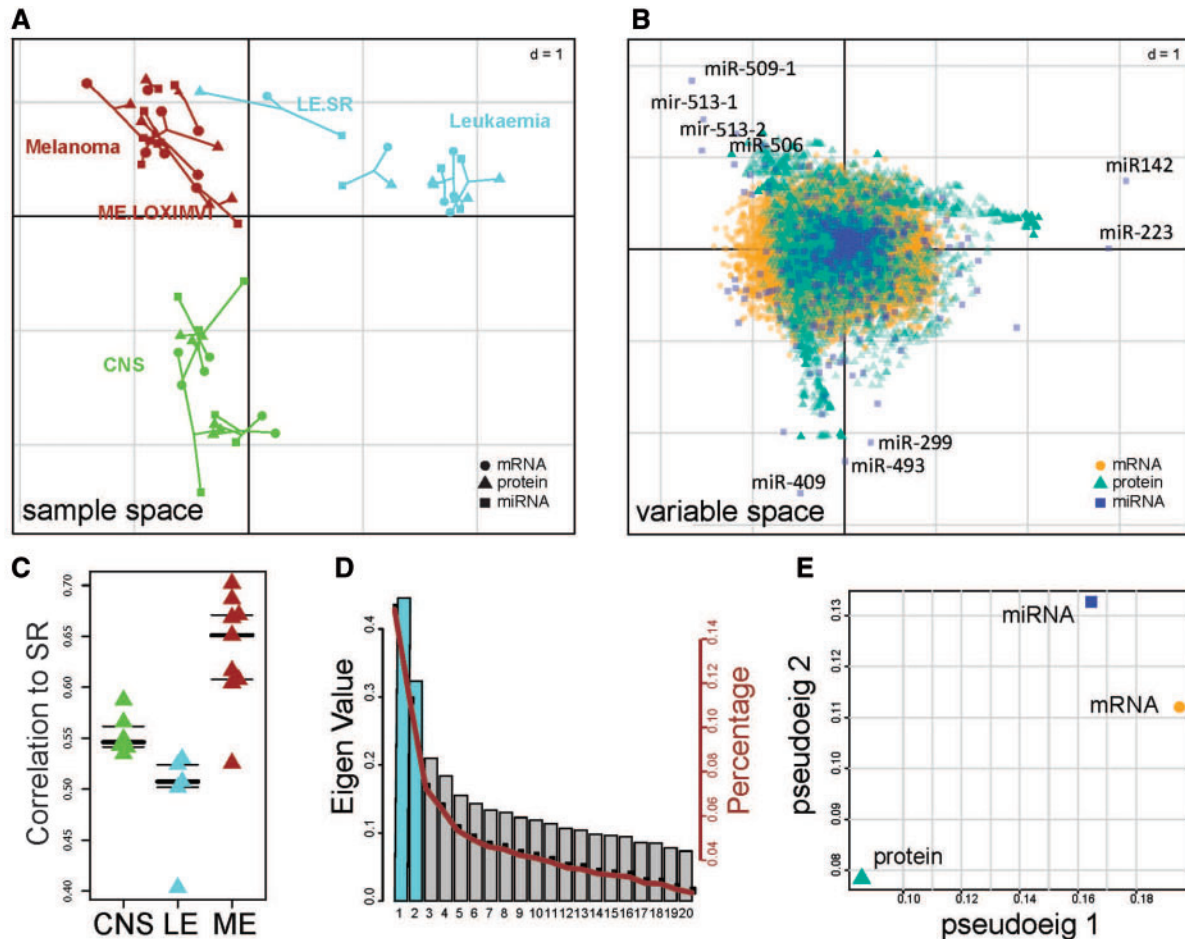 A
d = 1
LE.SR
Leukaemia
Melanoma
ME.LOXIMVI
CNS
mRNA
protein
miRNA
sample space
B
d = 1
miR-509-1
mir-513-1
mir-513-2
miR-506
miR142
miR-223
miR-299
miR-493
miR-409
mRNA
protein
miRNA
variable space
C
Correlation to SR
0.70
0.65
0.60
0.55
0.50
0.45
0.40
CNS LE ME
D
Eigen Value
0.4
0.3
0.2
0.1
0.0
1 2 3 4 5 6 7 8 9 10 11 12 13 14 15 16 17 18 19 20
0.14
0.12
0.10
0.08
0.06
0.04
Percentage
E
pseudoeig 2
0.13
0.12
0.11
0.10
0.09
0.08
miRNA
mRNA
protein
0.10 0.12 0.14 0.16 0.18
pseudoeig 1